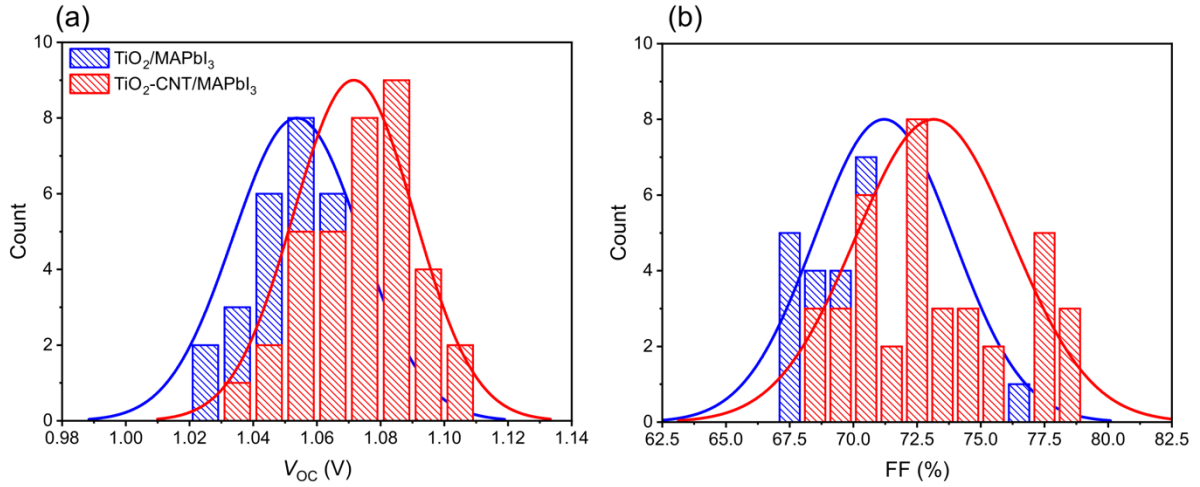 (a)
10
8
6
4
2
0
Count
TiO₂/MAPbI₃
TiO₂-CNT/MAPbI₃
0.98 1.00 1.02 1.04 1.06 1.08 1.10 1.12 1.14
V_OC (V)
(b)
10
8
6
4
2
0
Count
62.5 65.0 67.5 70.0 72.5 75.0 77.5 80.0 82.5
FF (%)